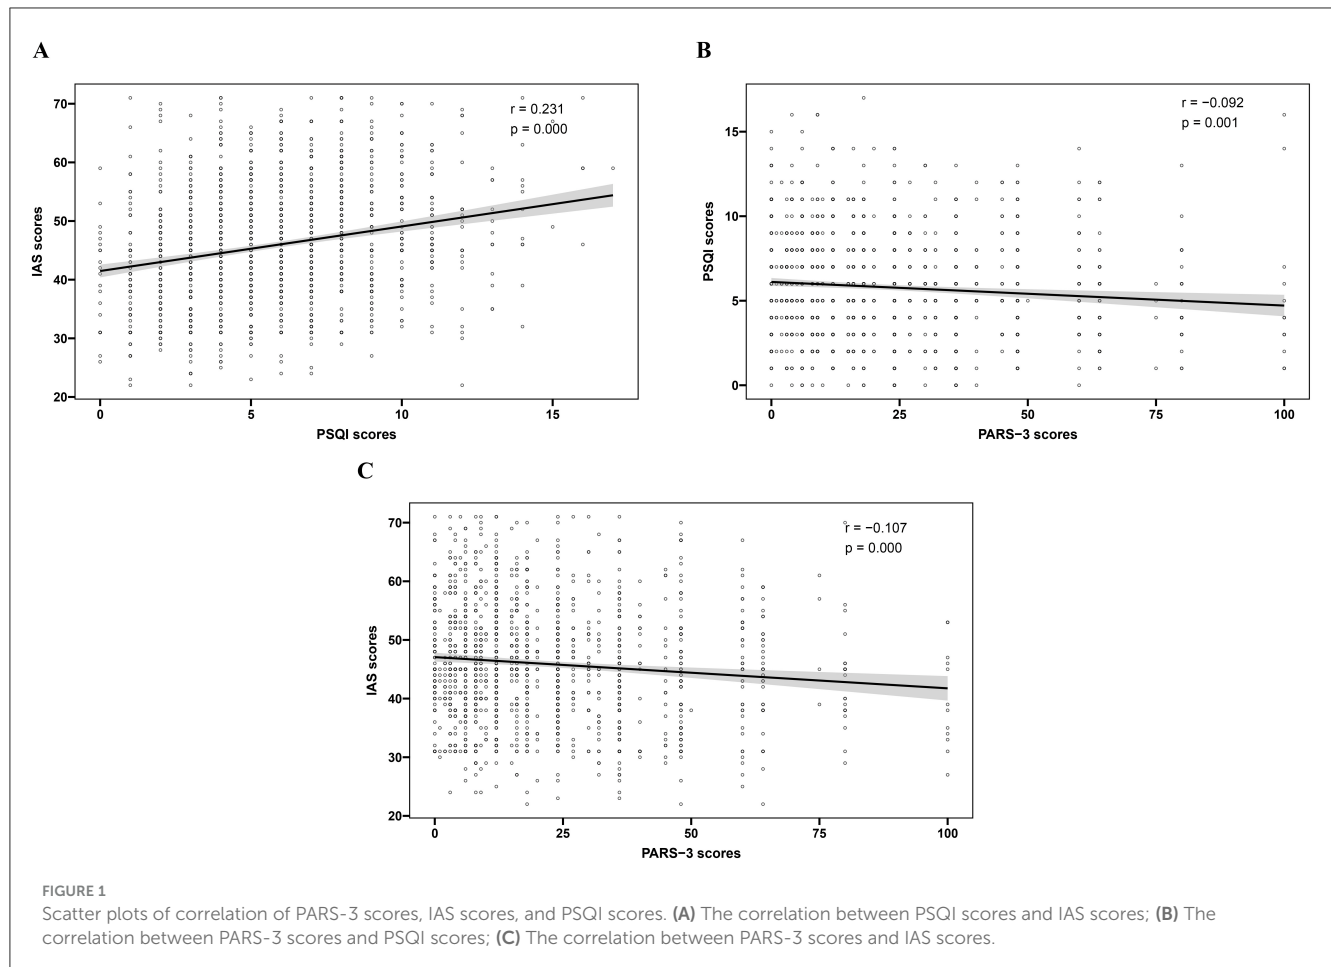 A
70
60
50
40
30
20
IAS scores
r = 0.231
p = 0.000
0 5 10 15
PSQI scores
B
15
10
5
0
PSQI scores
r = −0.092
p = 0.001
0 25 50 75 100
PARS−3 scores
C
70
60
50
40
30
20
IAS scores
r = −0.107
p = 0.000
0 25 50 75 100
PARS−3 scores
FIGURE 1
Scatter plots of correlation of PARS-3 scores, IAS scores, and PSQI scores. (A) The correlation between PSQI scores and IAS scores; (B) The
correlation between PARS-3 scores and PSQI scores; (C) The correlation between PARS-3 scores and IAS scores.